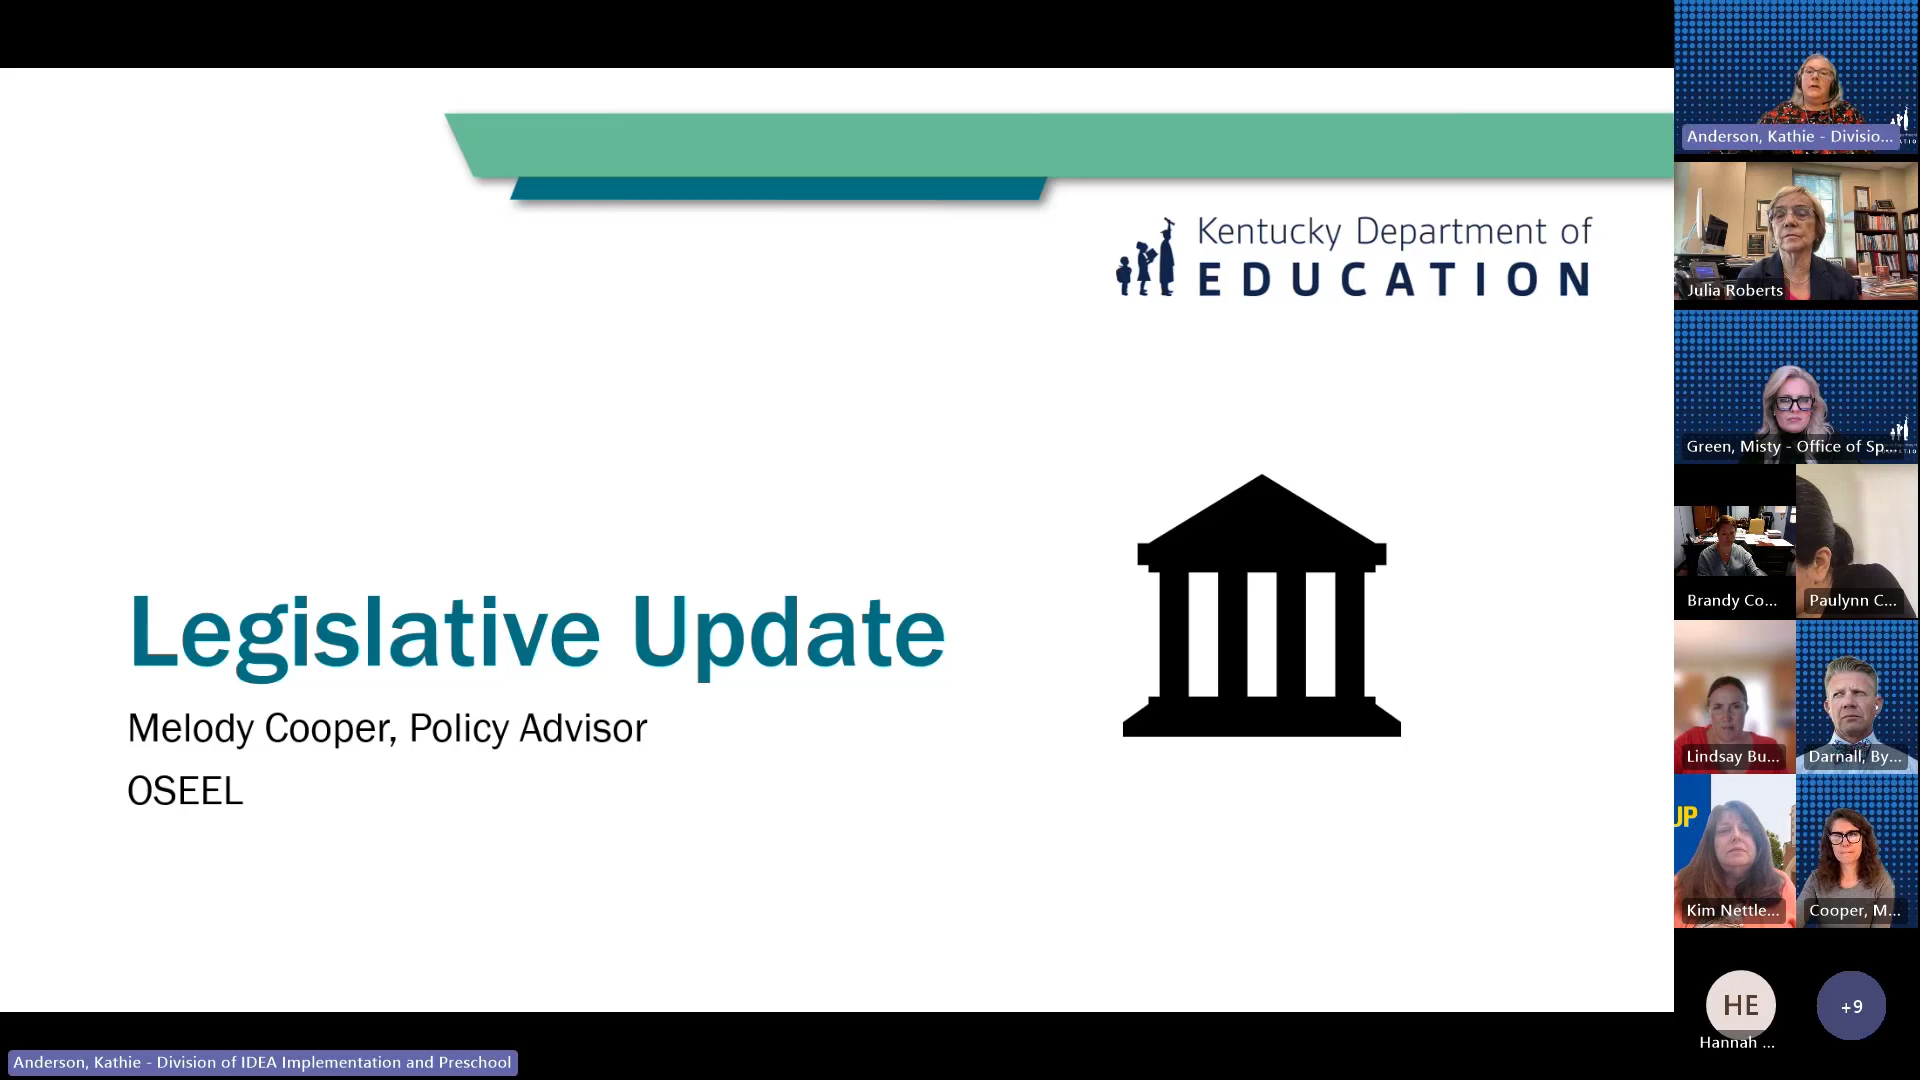 Kentucky Department of
EDUCATION
Legislative Update
Melody Cooper, Policy Advisor
OSEEL
Anderson, Kathie - Division of IDEA Implementation and Preschool
Anderson, Kathie - Divisio...
Julia Roberts
Green, Misty - Office of Sp...
Brandy Co...
Paulynn C...
Lindsay Bu...
Darnall, By...
UP
Kim Nettle...
Cooper, M...
HE
Hannah ...
+9